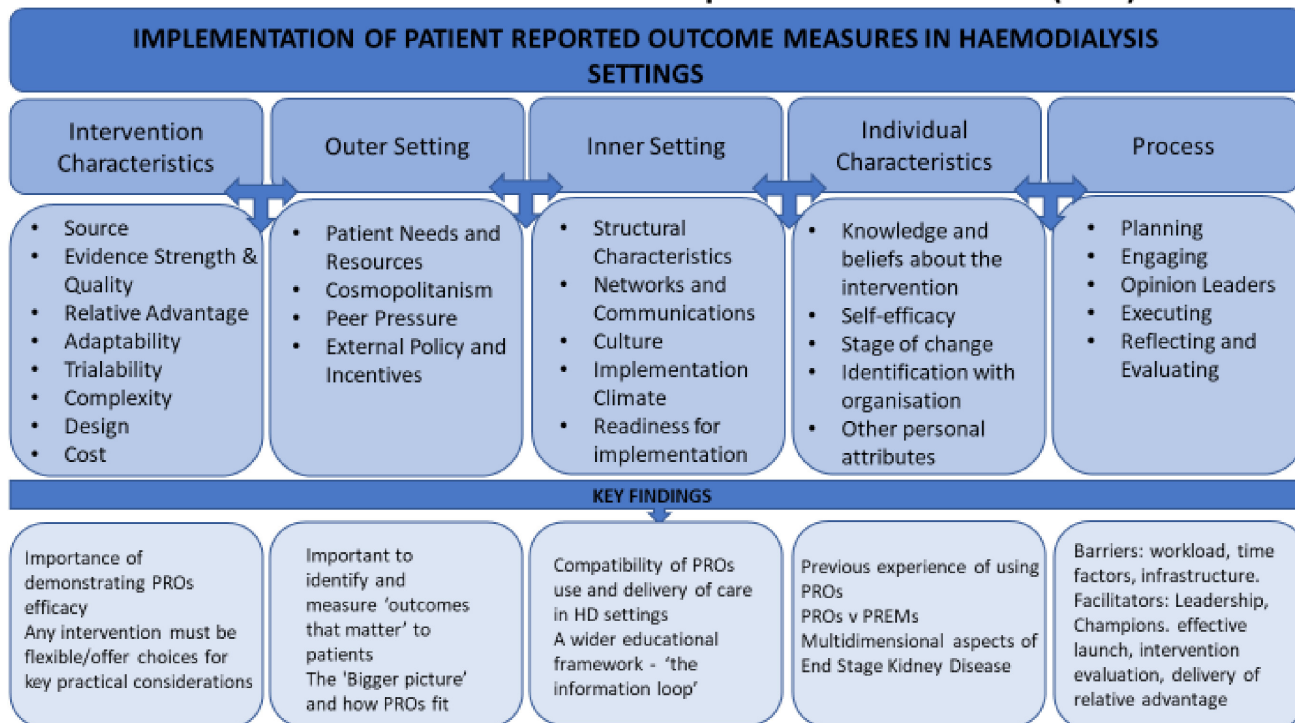 IMPLEMENTATION OF PATIENT REPORTED OUTCOME MEASURES IN HAEMODIALYSIS
SETTINGS
Intervention
Characteristics
Outer Setting
Inner Setting
Individual
Characteristics
Process
• Source
• Evidence Strength &
Quality
• Relative Advantage
• Adaptability
• Trialability
• Complexity
• Design
• Cost
• Patient Needs and
Resources
• Cosmopolitanism
• Peer Pressure
• External Policy and
Incentives
• Structural
Characteristics
• Networks and
Communications
• Culture
• Implementation
Climate
• Readiness for
implementation
• Knowledge and
beliefs about the
intervention
• Self-efficacy
• Stage of change
• Identification with
organisation
• Other personal
attributes
• Planning
• Engaging
• Opinion Leaders
• Executing
• Reflecting and
Evaluating
KEY FINDINGS
Importance of
demonstrating PROs
efficacy
Any intervention must be
flexible/offer choices for
key practical considerations
Important to
identify and
measure ‘outcomes
that matter’ to
patients
The 'Bigger picture’
and how PROs fit
Compatibility of PROs
use and delivery of care
in HD settings
A wider educational
framework - ‘the
information loop’
Previous experience of using
PROs
PROs v PREMs
Multidimensional aspects of
End Stage Kidney Disease
Barriers: workload, time
factors, infrastructure.
Facilitators: Leadership,
Champions. effective
launch, intervention
evaluation, delivery of
relative advantage